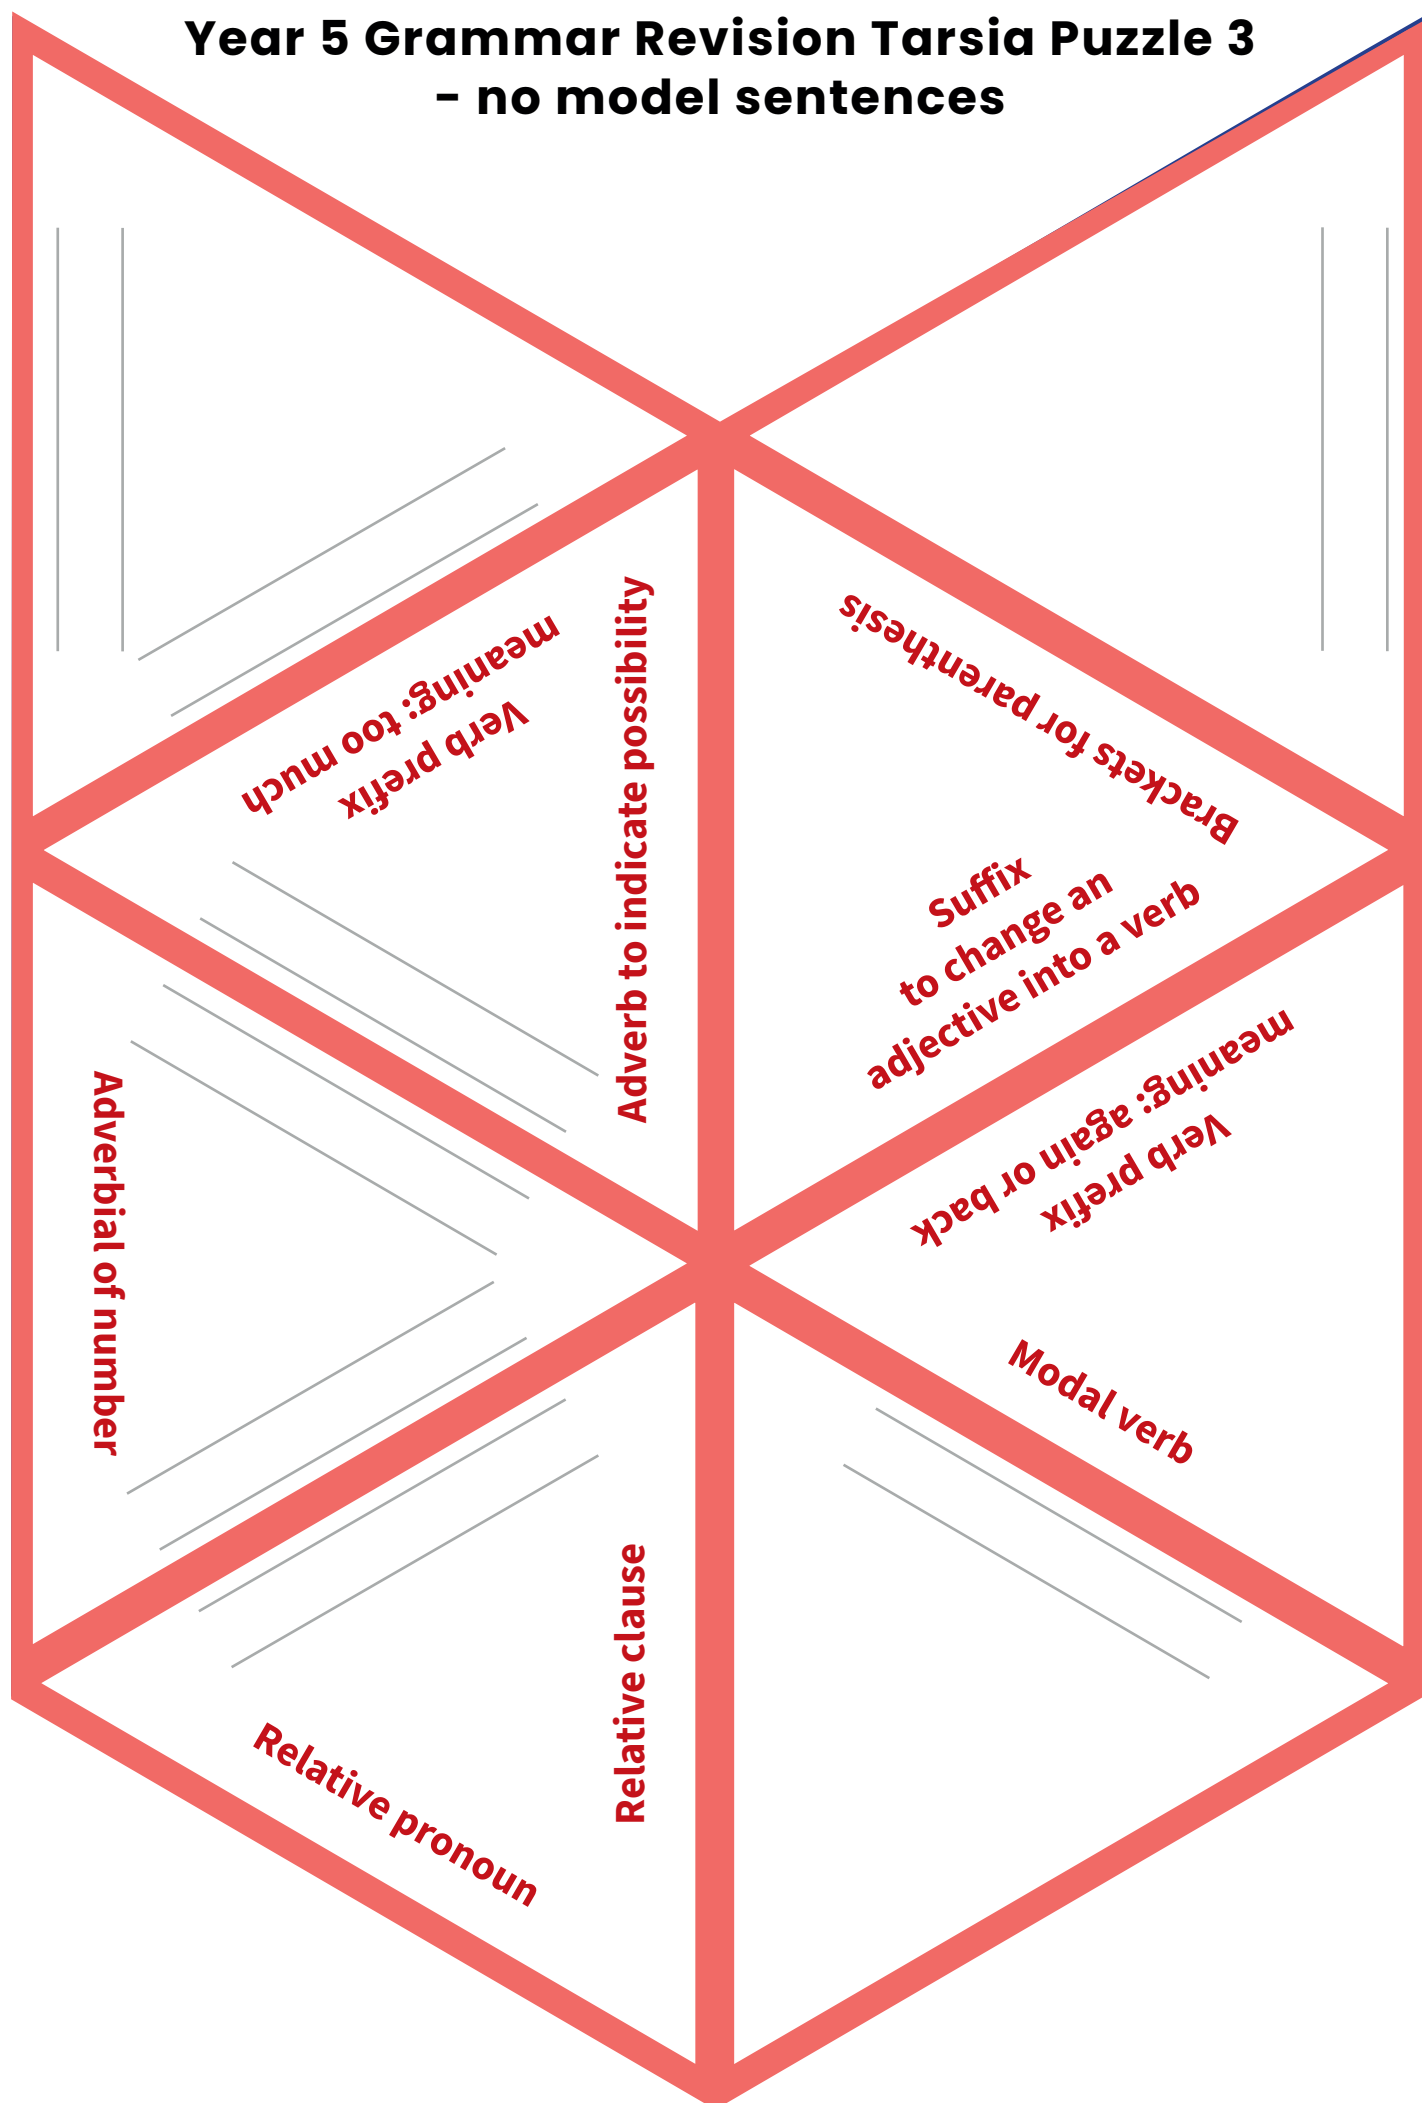 Year 5 Grammar Revision Tarsia Puzzle 3
- no model sentences
Verb prefix
meaning: too much
Adverb to indicate possibility
Brackets for parenthesis
Suffix
to change an
adjective into a verb
Verb prefix
meaning: again or back
Adverbial of number
Modal verb
Relative clause
Relative pronoun